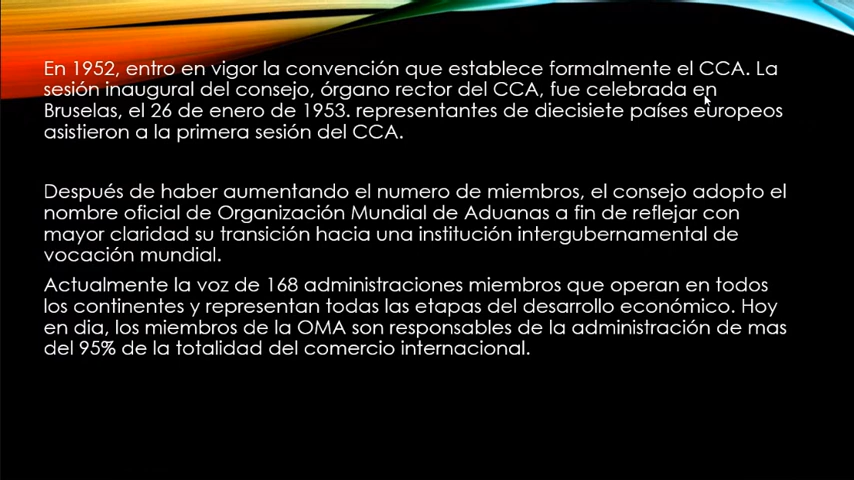 En 1952, entro en vigor la convención que establece formalmente el CCA. La
sesión inaugural del consejo, órgano rector del CCA, fue celebrada en
Bruselas, el 26 de enero de 1953. representantes de diecisiete países europeos
asistieron a la primera sesión del CCA.
Después de haber aumentando el numero de miembros, el consejo adopto el
nombre oficial de Organización Mundial de Aduanas a fin de reflejar con
mayor claridad su transición hacia una institución intergubernamental de
vocación mundial.
Actualmente la voz de 168 administraciones miembros que operan en todos
los continentes y representan todas las etapas del desarrollo económico. Hoy
en dia, los miembros de la OMA son responsables de la administración de mas
del 95% de la totalidad del comercio internacional.